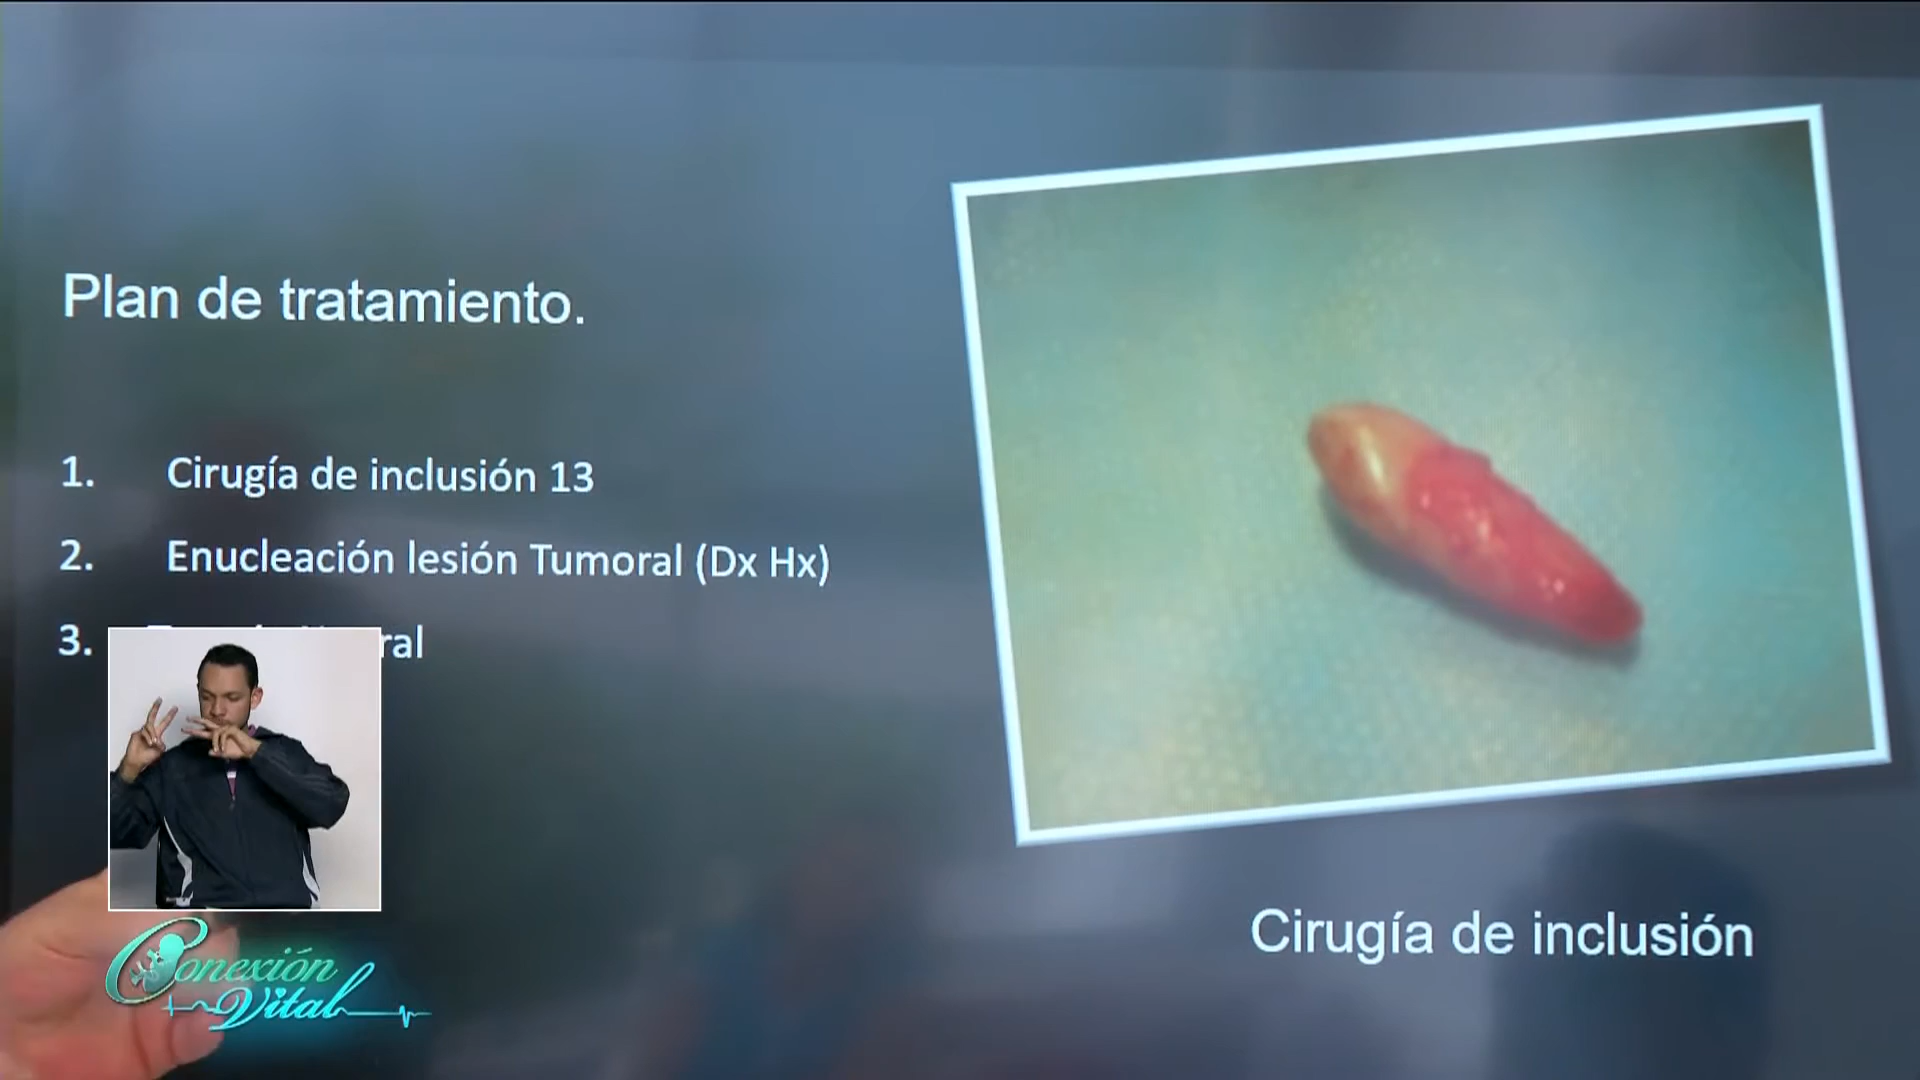 Plan de tratamiento.
1. Cirugía de inclusión 13
2. Enucleación lesión Tumoral (Dx Hx)
3.
Cirugía de inclusión
Conexión
Vital